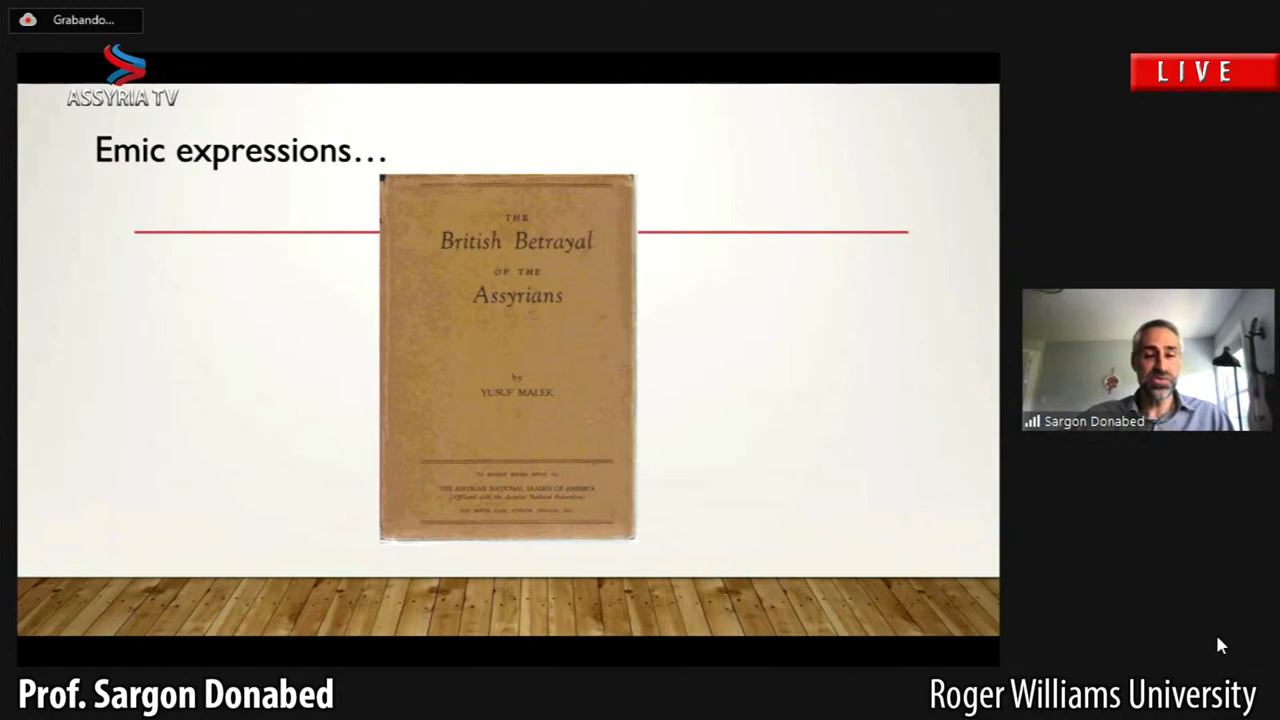 Grabando...
ASSYRIA TV
LIVE
Emic expressions...
THE
British Betrayal
OF THE
Assyrians
by
YUSUF MALEK
THE ASSYRIAN NATIONAL LEAGUE OF AMERICA
(Affiliated with the Assyrian National Federation)
Sargon Donabed
Prof. Sargon Donabed
Roger Williams University